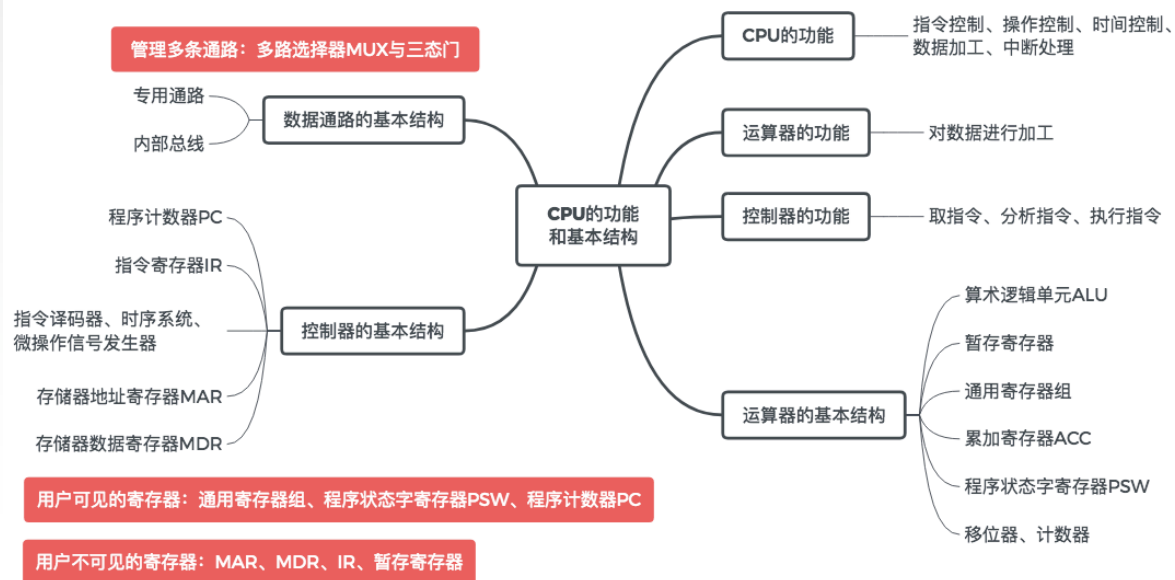 管理多条通路：多路选择器MUX与三态门
专用通路
内部总线
数据通路的基本结构
程序计数器PC
指令寄存器IR
指令译码器、时序系统、
微操作信号发生器
存储器地址寄存器MAR
存储器数据寄存器MDR
控制器的基本结构
用户可见的寄存器：通用寄存器组、程序状态字寄存器PSW、程序计数器PC
用户不可见的寄存器：MAR、MDR、IR、暂存寄存器
CPU的功能
和基本结构
CPU的功能
指令控制、操作控制、时间控制、
数据加工、中断处理
运算器的功能
对数据进行加工
控制器的功能
取指令、分析指令、执行指令
运算器的基本结构
算术逻辑单元ALU
暂存寄存器
通用寄存器组
累加寄存器ACC
程序状态字寄存器PSW
移位器、计数器